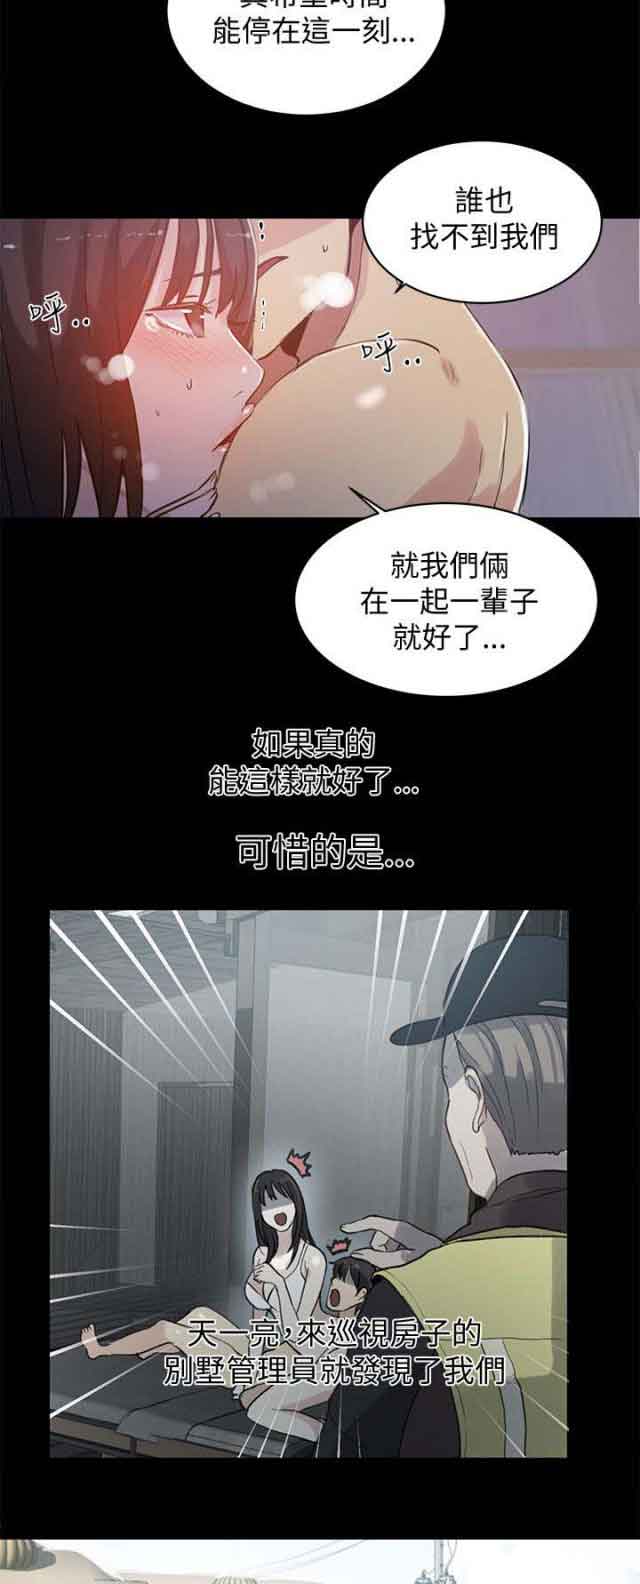 能停在這一刻...
誰也
找不到我們
呼..
呼..
就我們倆
在一起一輩子
就好了...
如果真的
能這樣就好了...
可惜的是...
天一亮,來巡視房子的
別墅管理員就發現了我們